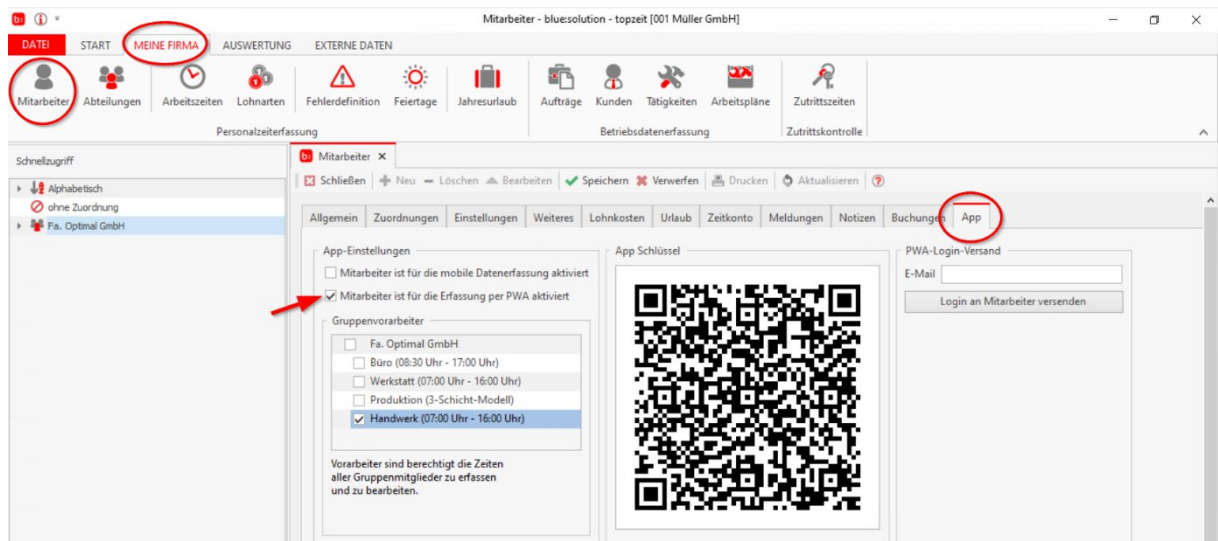 Mitarbeiter - blue:solution - topzeit [001 Müller GmbH]
DATEI START MEINE FIRMA AUSWERTUNG EXTERNE DATEN
Mitarbeiter Abteilungen Arbeitszeiten Lohnarten Fehlerdefinition Feiertage Jahresurlaub Aufträge Kunden Tätigkeiten Arbeitspläne Zutrittszeiten
Personalzeiterfassung Betriebsdatenerfassung Zutrittskontrolle
Schnellzugriff
Alphabetisch
ohne Zuordnung
Fa. Optimal GmbH
Mitarbeiter
Schließen Neu Löschen Bearbeiten Speichern Verwerfen Drucken Aktualisieren
Allgemein Zuordnungen Einstellungen Weiteres Lohnkosten Urlaub Zeitkonto Meldungen Notizen Buchungen App
App-Einstellungen
Mitarbeiter ist für die mobile Datenerfassung aktiviert
Mitarbeiter ist für die Erfassung per PWA aktiviert
Gruppenvorarbeiter
Fa. Optimal GmbH
Büro (08:30 Uhr - 17:00 Uhr)
Werkstatt (07:00 Uhr - 16:00 Uhr)
Produktion (3-Schicht-Modell)
Handwerk (07:00 Uhr - 16:00 Uhr)
Vorarbeiter sind berechtigt die Zeiten
aller Gruppenmitglieder zu erfassen
und zu bearbeiten.
App Schlüssel
PWA-Login-Versand
E-Mail
Login an Mitarbeiter versenden